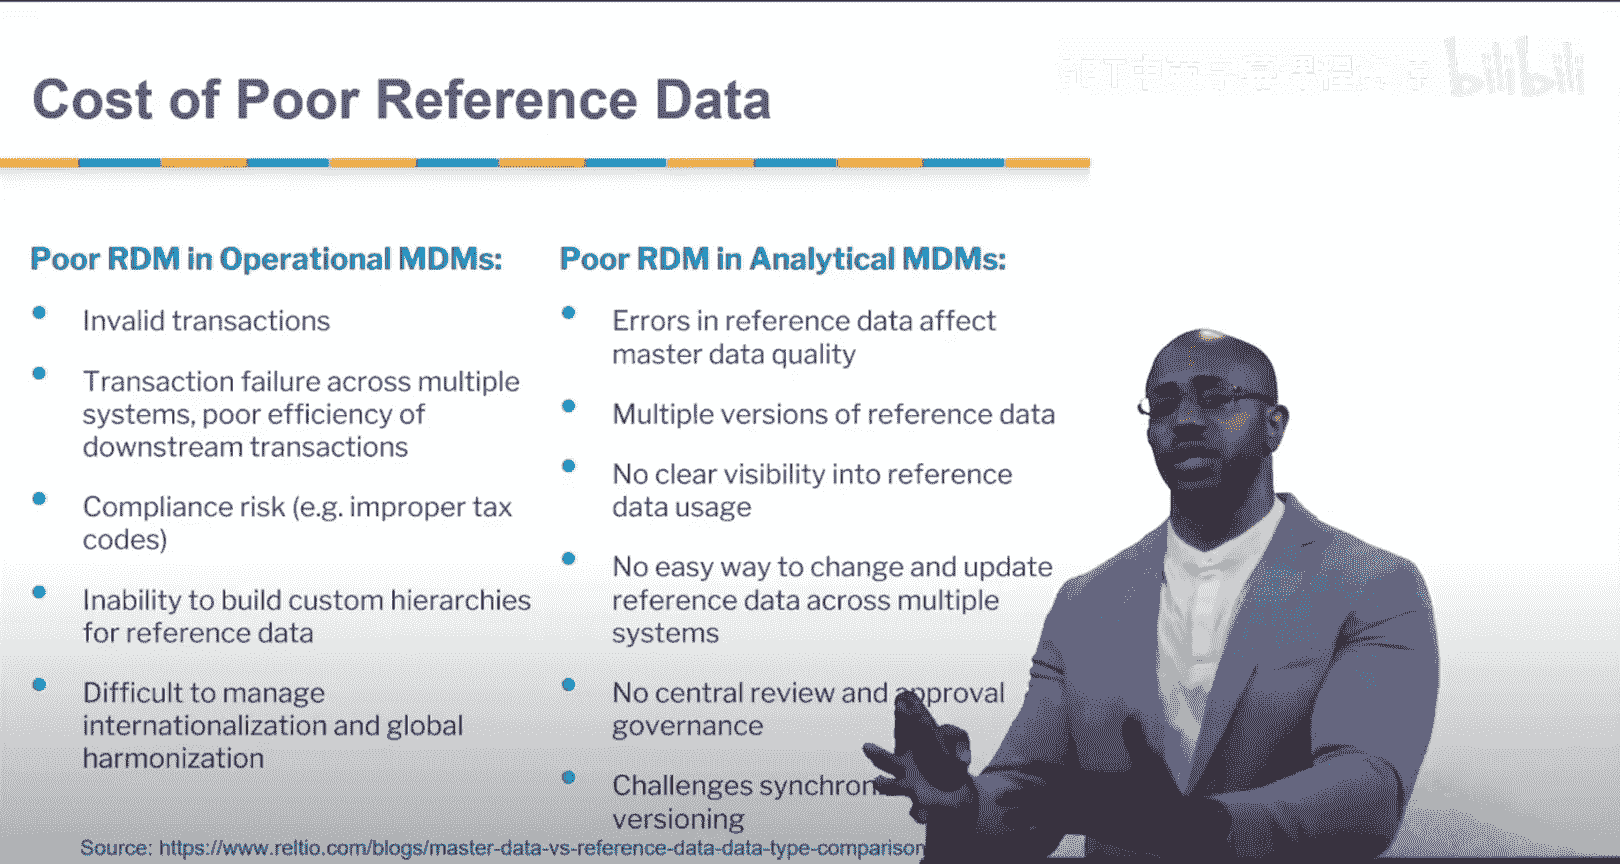 Cost of Poor Reference Data
bilibili
Poor RDM in Operational MDMs:
Invalid transactions
Transaction failure across multiple
systems, poor efficiency of
downstream transactions
Compliance risk (e.g. improper tax
codes)
Inability to build custom hierarchies
for reference data
Difficult to manage
internationalization and global
harmonization
Poor RDM in Analytical MDMs:
Errors in reference data affect
master data quality
Multiple versions of reference data
No clear visibility into reference
data usage
No easy way to change and update
reference data across multiple
systems
No central review and approval
governance
Challenges
versioning
Source: https://www.reltio.com/blogs/master-data-vs-reference-data-data-type-comparison